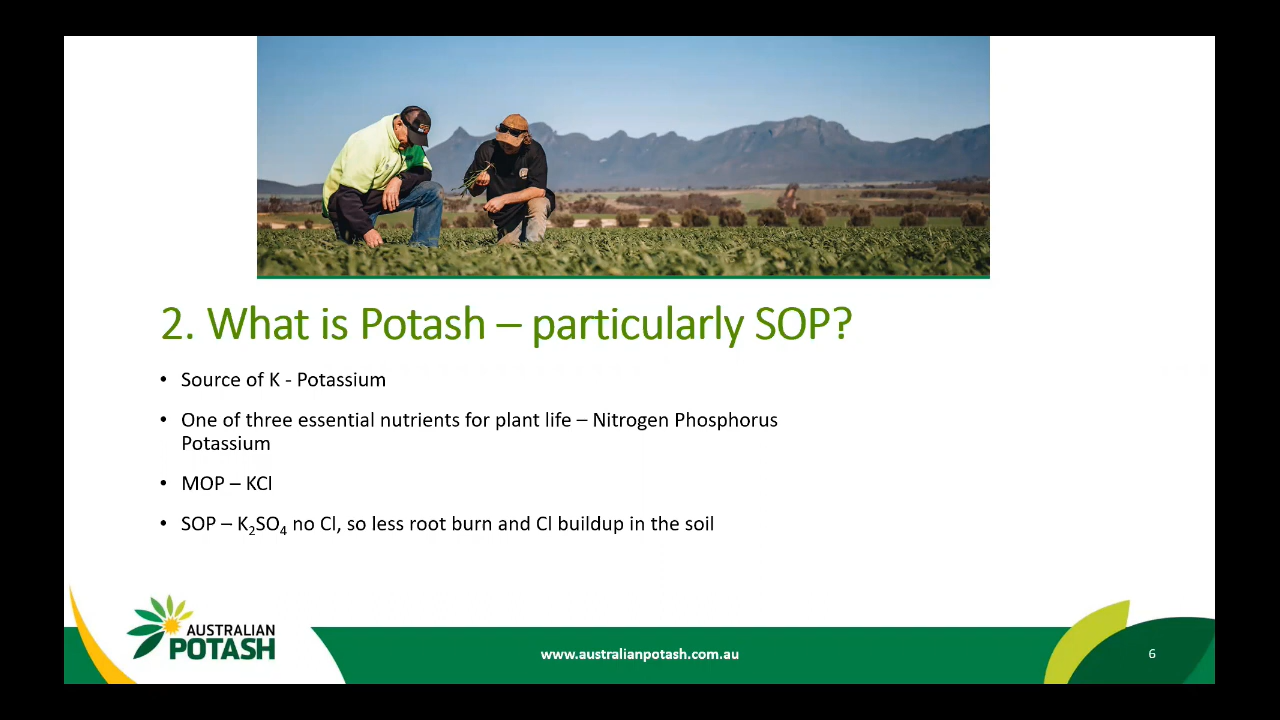 2. What is Potash – particularly SOP?
• Source of K - Potassium
• One of three essential nutrients for plant life – Nitrogen Phosphorus
Potassium
• MOP – KCl
• SOP – K₂SO₄ no Cl, so less root burn and Cl buildup in the soil
AUSTRALIAN
POTASH
www.australianpotash.com.au
6